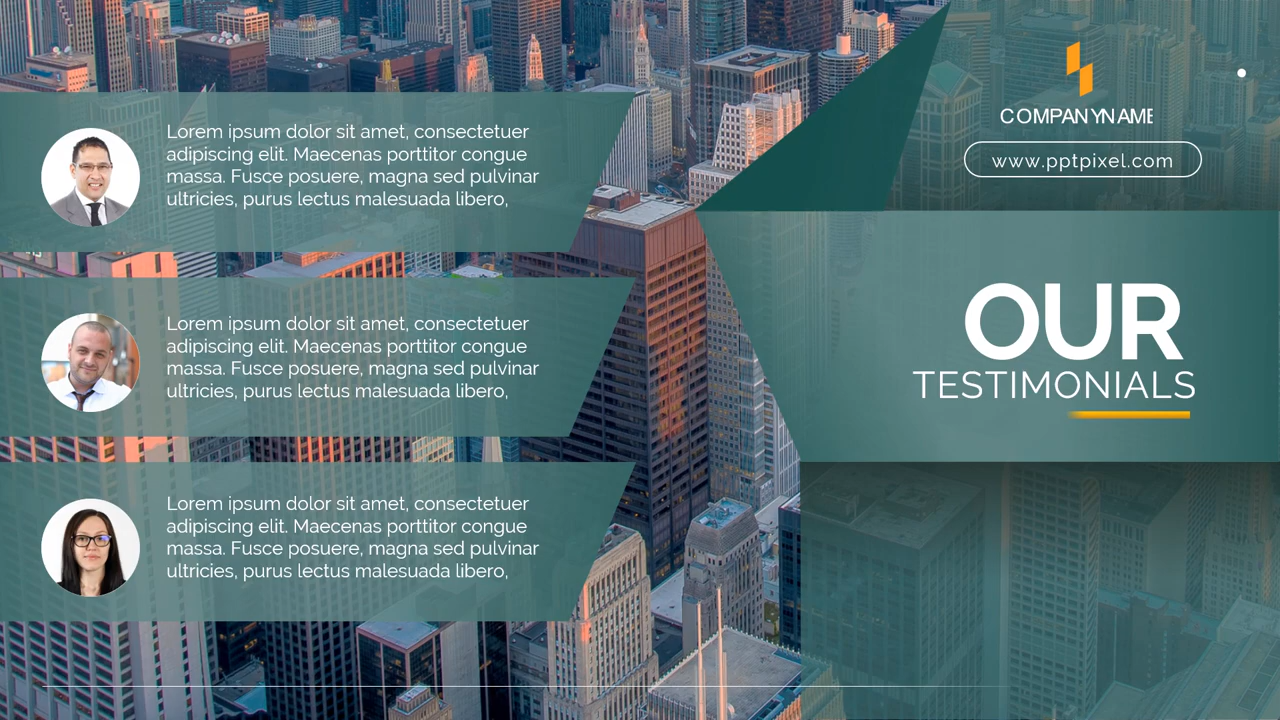 Lorem ipsum dolor sit amet, consectetuer
adipiscing elit. Maecenas porttitor congue
massa. Fusce posuere, magna sed pulvinar
ultricies, purus lectus malesuada libero,
Lorem ipsum dolor sit amet, consectetuer
adipiscing elit. Maecenas porttitor congue
massa. Fusce posuere, magna sed pulvinar
ultricies, purus lectus malesuada libero,
Lorem ipsum dolor sit amet, consectetuer
adipiscing elit. Maecenas porttitor congue
massa. Fusce posuere, magna sed pulvinar
ultricies, purus lectus malesuada libero,
COMPANYNAME
www.pptpixel.com
OUR
TESTIMONIALS